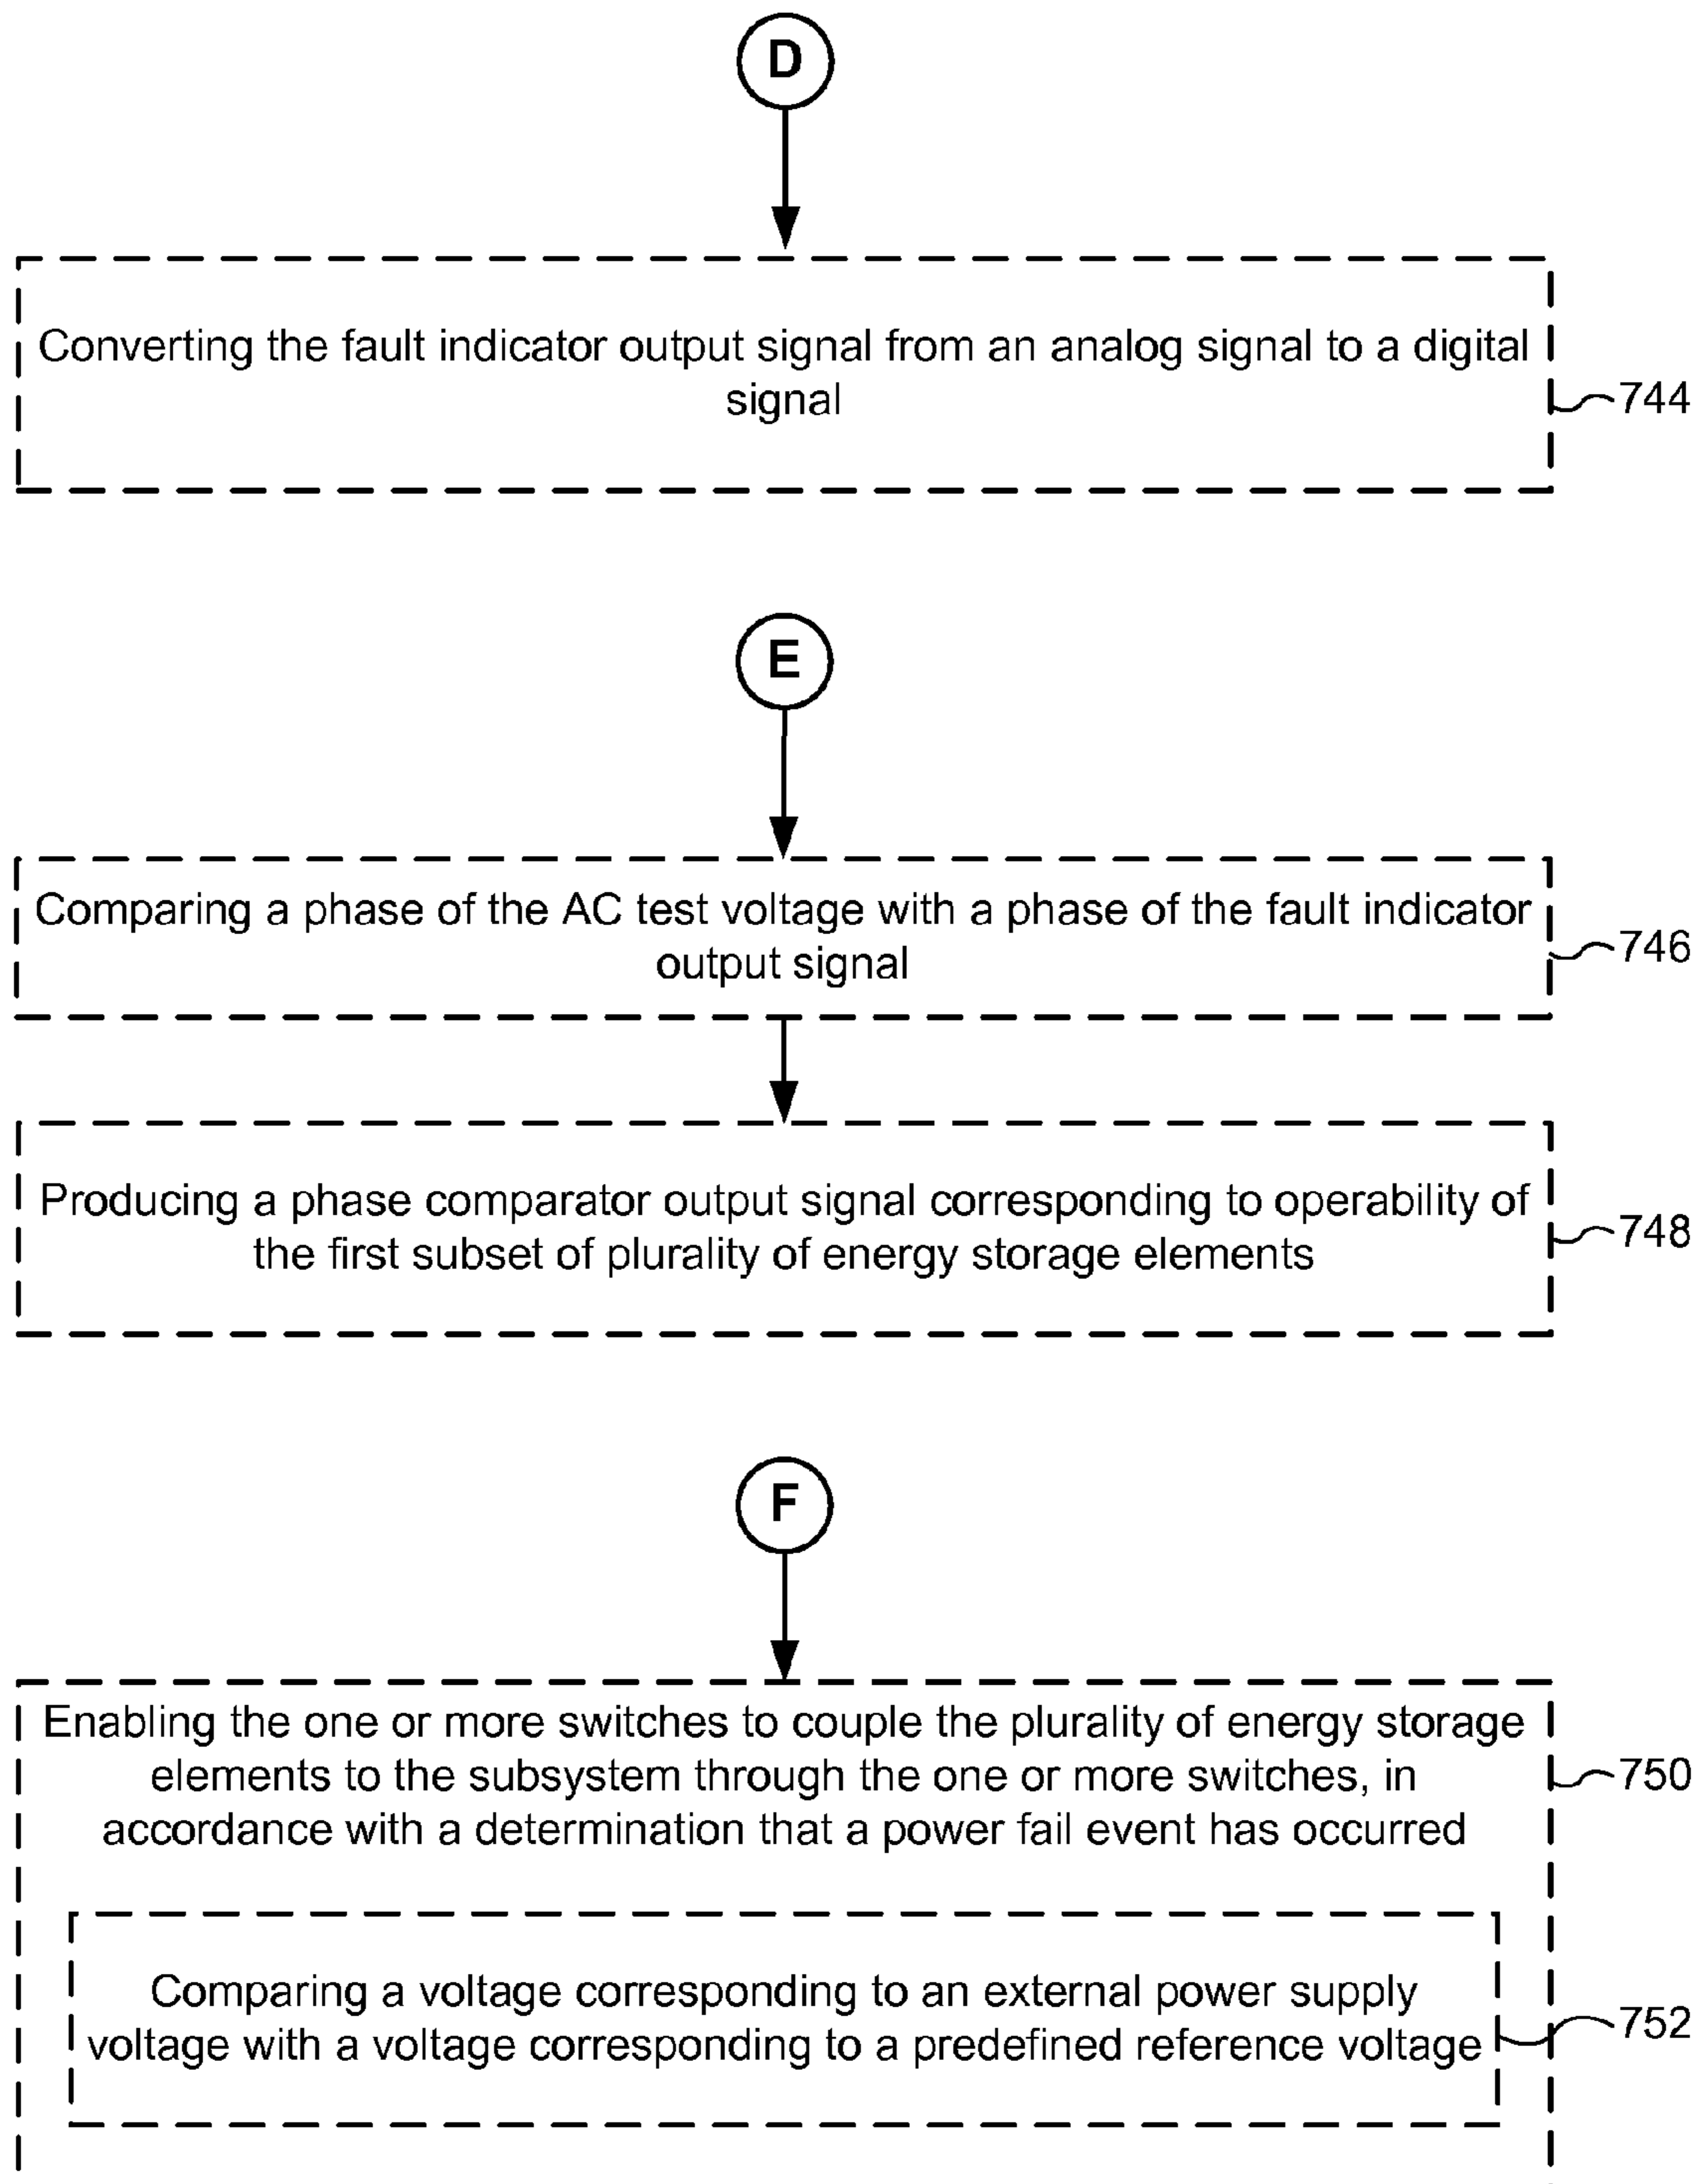 D
Converting the fault indicator output signal from an analog signal to a digital
signal
744
E
Comparing a phase of the AC test voltage with a phase of the fault indicator
output signal
746
Producing a phase comparator output signal corresponding to operability of
the first subset of plurality of energy storage elements
748
F
Enabling the one or more switches to couple the plurality of energy storage
elements to the subsystem through the one or more switches, in
accordance with a determination that a power fail event has occurred
750
Comparing a voltage corresponding to an external power supply
voltage with a voltage corresponding to a predefined reference voltage
752